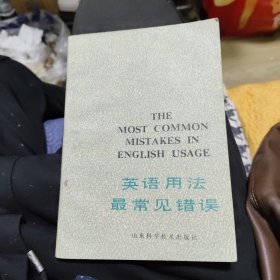 THE
MOST COMMON
MISTAKES IN
ENGLISH USAGE
英语用法
最常见错误
山东科学技术出版社